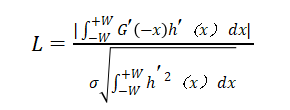 L = |∫_{-W}^{+W} G′(−x)h′（x）dx| / σ√(∫_{-W}^{+W} h′²（x）dx)